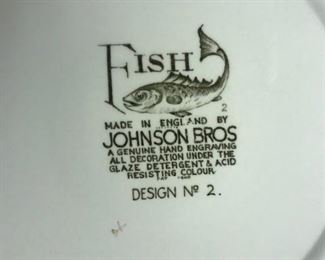 FISH
2
MADE IN ENGLAND BY
JOHNSON BROS
A GENUINE HAND ENGRAVING
ALL DECORATION UNDER THE
GLAZE DETERGENT & ACID
RESISTING COLOUR
DESIGN Nº 2.